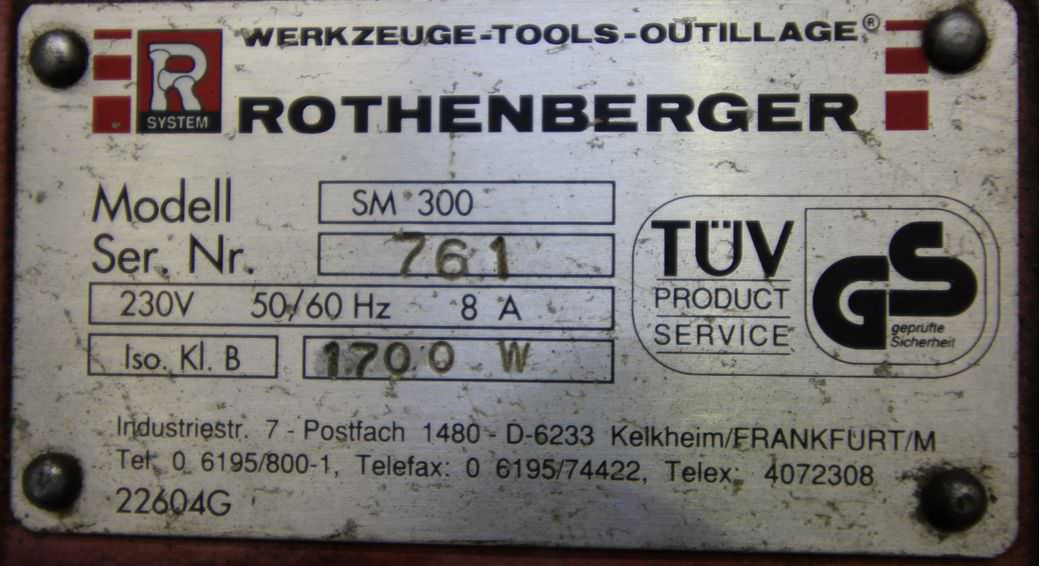 WERKZEUGE-TOOLS-OUTILLAGE®
R SYSTEM
ROTHENBERGER
Modell SM 300
Ser. Nr. 761
230V 50/60 Hz 8 A
Iso. Kl. B 1700 W
TÜV
PRODUCT
SERVICE
GS
geprüfte
Sicherheit
Industriestr. 7 - Postfach 1480 - D-6233 Kelkheim/FRANKFURT/M
Tel. 0 6195/800-1, Telefax: 0 6195/74422, Telex: 4072308
22604G